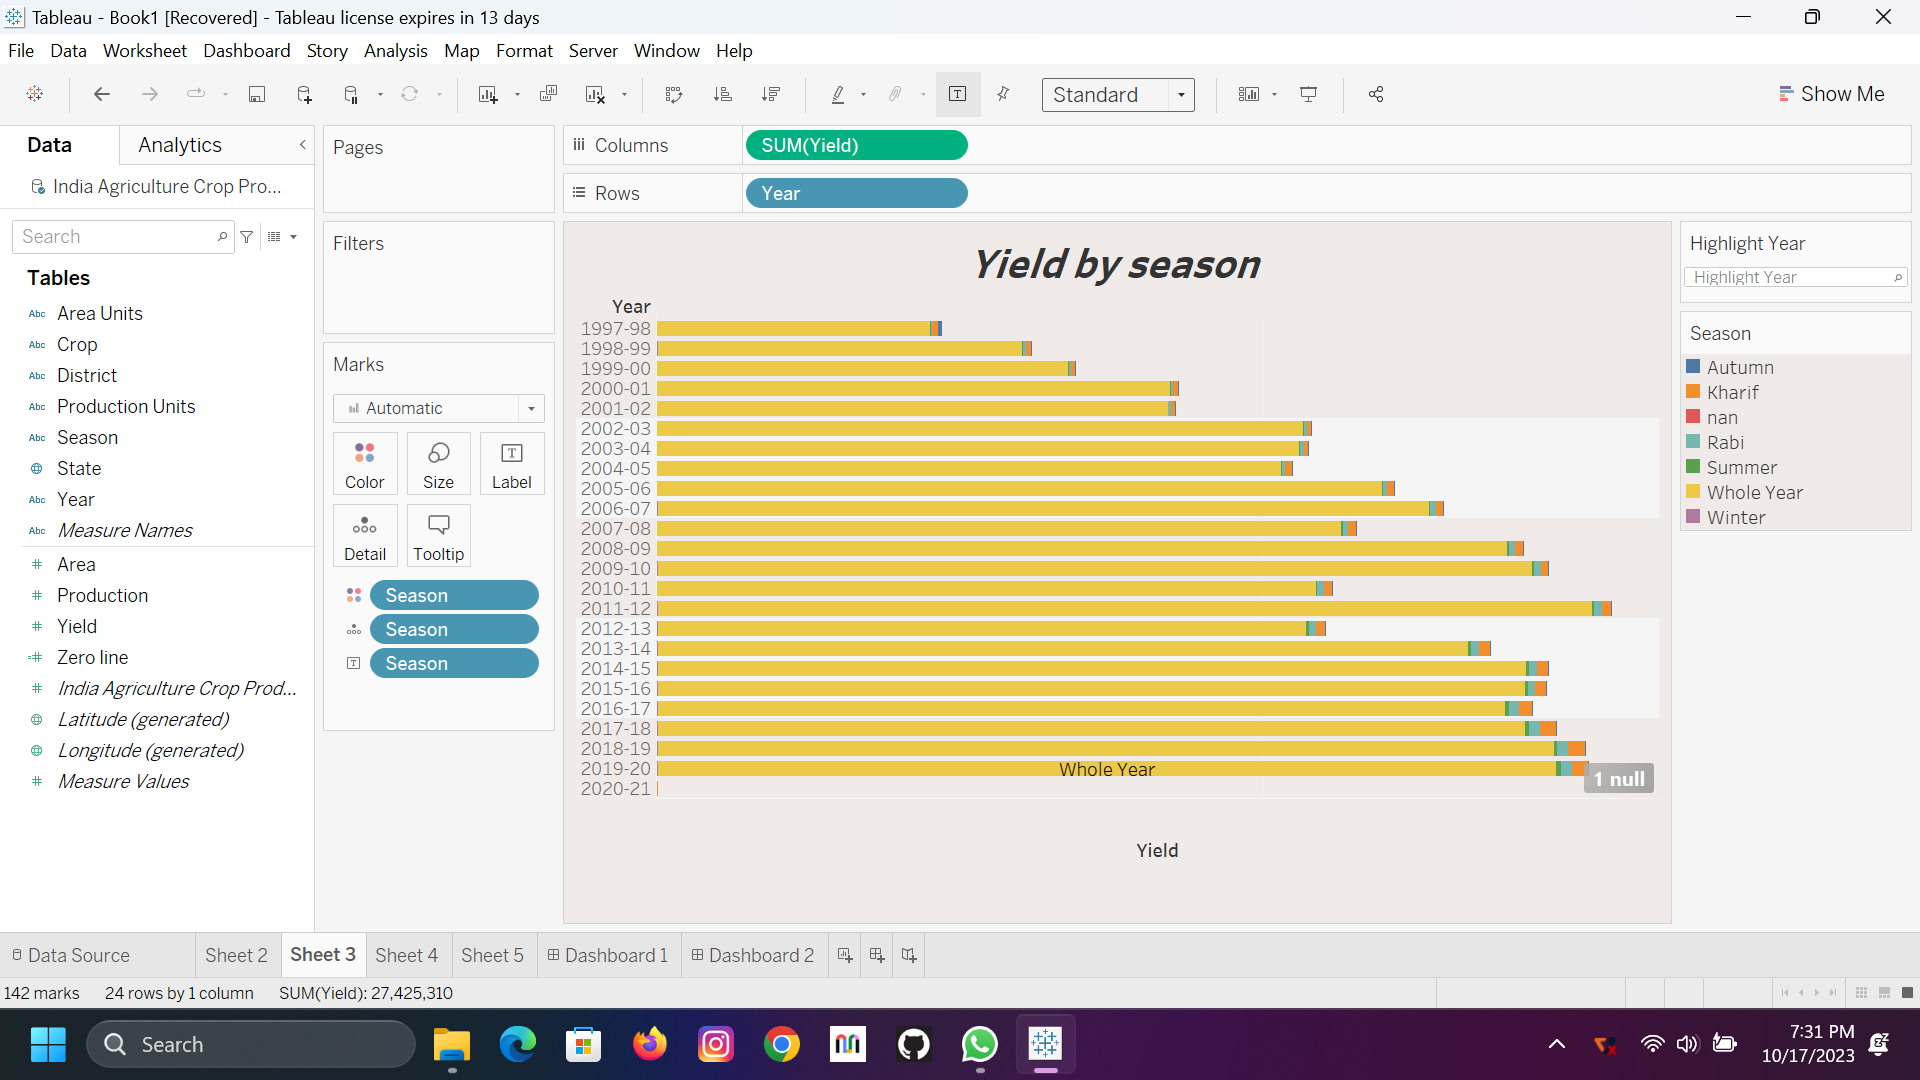 Tableau - Book1 [Recovered] - Tableau license expires in 13 days
File Data Worksheet Dashboard Story Analysis Map Format Server Window Help
Standard
Show Me
Data Analytics
India Agriculture Crop Pro...
Search
Tables
Abc Area Units
Abc Crop
Abc District
Abc Production Units
Abc Season
State
Abc Year
Abc Measure Names
# Area
# Production
# Yield
=# Zero line
# India Agriculture Crop Prod...
Latitude (generated)
Longitude (generated)
# Measure Values
Pages
Filters
Marks
Automatic
Color Size Label
Detail Tooltip
Season
Season
Season
Columns SUM(Yield)
Rows Year
Yield by season
Year
1997-98
1998-99
1999-00
2000-01
2001-02
2002-03
2003-04
2004-05
2005-06
2006-07
2007-08
2008-09
2009-10
2010-11
2011-12
2012-13
2013-14
2014-15
2015-16
2016-17
2017-18
2018-19
2019-20 Whole Year
2020-21
1 null
Yield
Highlight Year
Highlight Year
Season
Autumn
Kharif
nan
Rabi
Summer
Whole Year
Winter
Data Source Sheet 2 Sheet 3 Sheet 4 Sheet 5 Dashboard 1 Dashboard 2
142 marks 24 rows by 1 column SUM(Yield): 27,425,310
Search
7:31 PM
10/17/2023